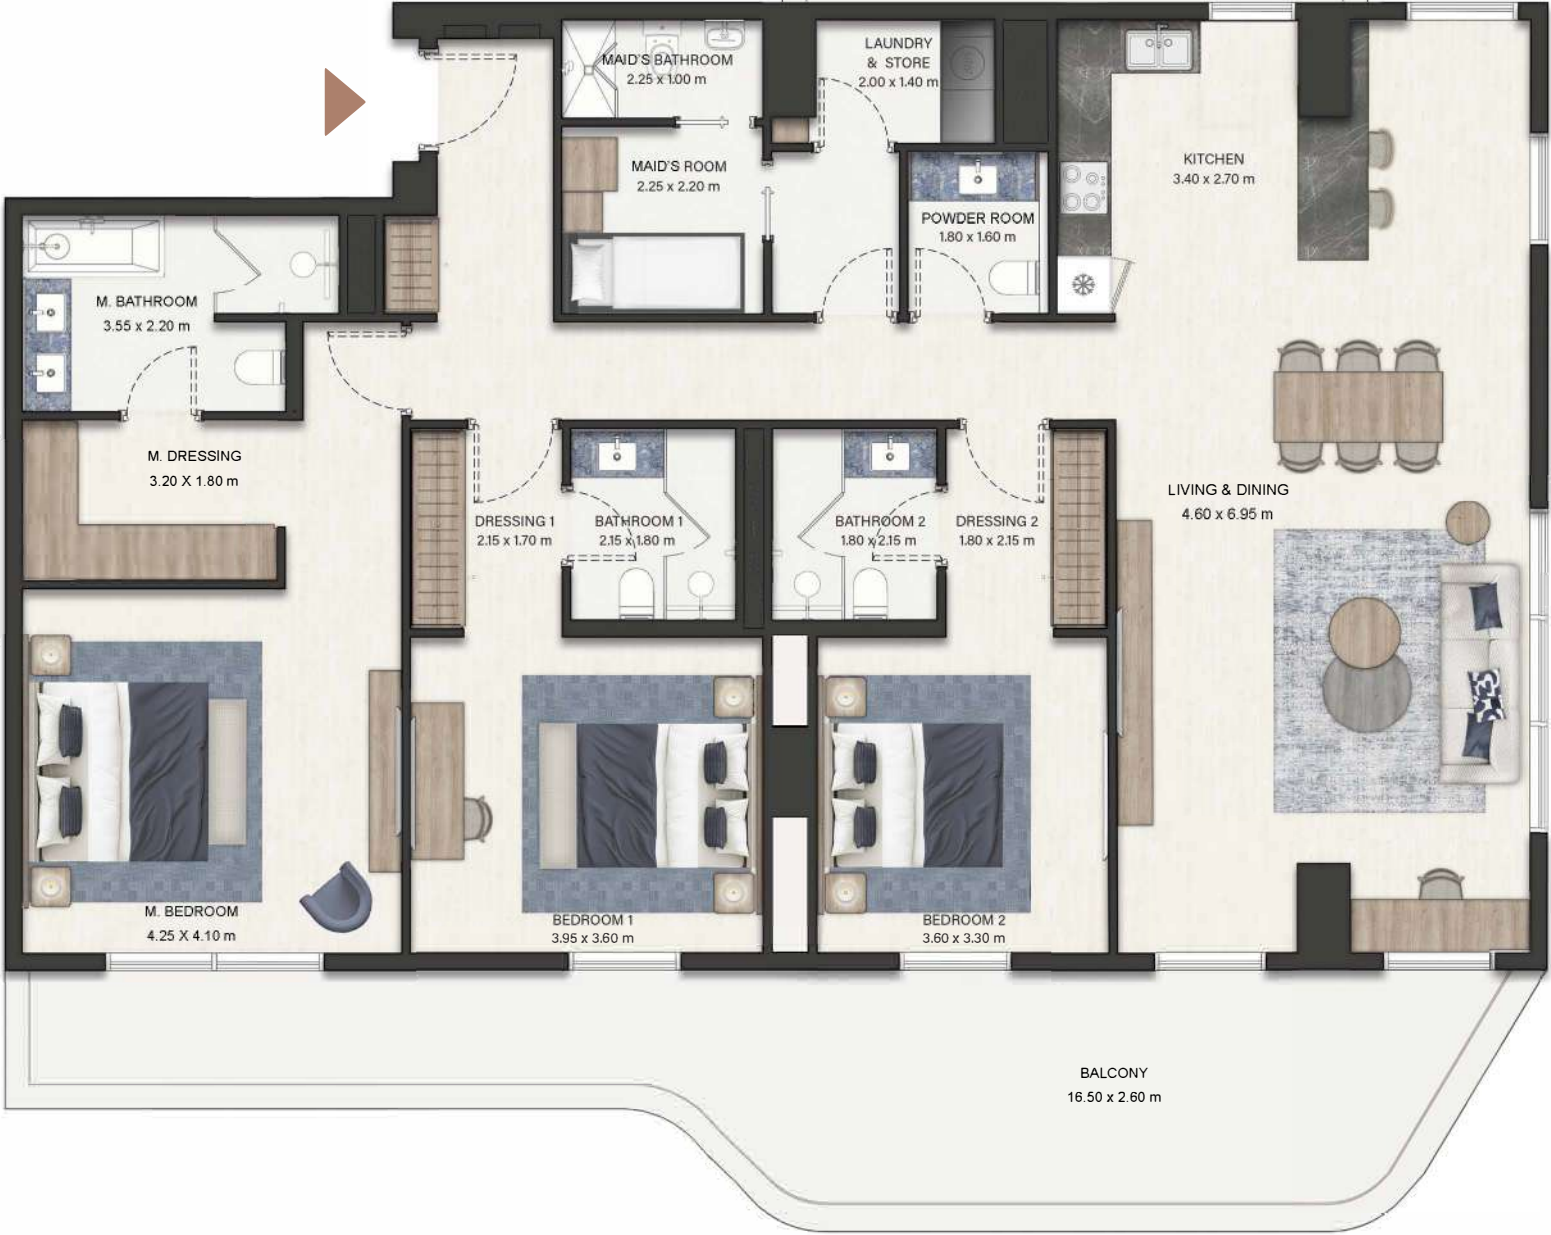 MAID'S BATHROOM
2.25 x 1.00 m
LAUNDRY
& STORE
2.00 x 1.40 m
MAID'S ROOM
2.25 x 2.20 m
KITCHEN
3.40 x 2.70 m
POWDER ROOM
1.80 x 1.60 m
M. BATHROOM
3.55 x 2.20 m
M. DRESSING
3.20 X 1.80 m
DRESSING 1
2.15 x 1.70 m
BATHROOM 1
2.15 x 1.80 m
BATHROOM 2
1.80 x 2.15 m
DRESSING 2
1.80 x 2.15 m
LIVING & DINING
4.60 x 6.95 m
M. BEDROOM
4.25 X 4.10 m
BEDROOM 1
3.95 x 3.60 m
BEDROOM 2
3.60 x 3.30 m
BALCONY
16.50 x 2.60 m